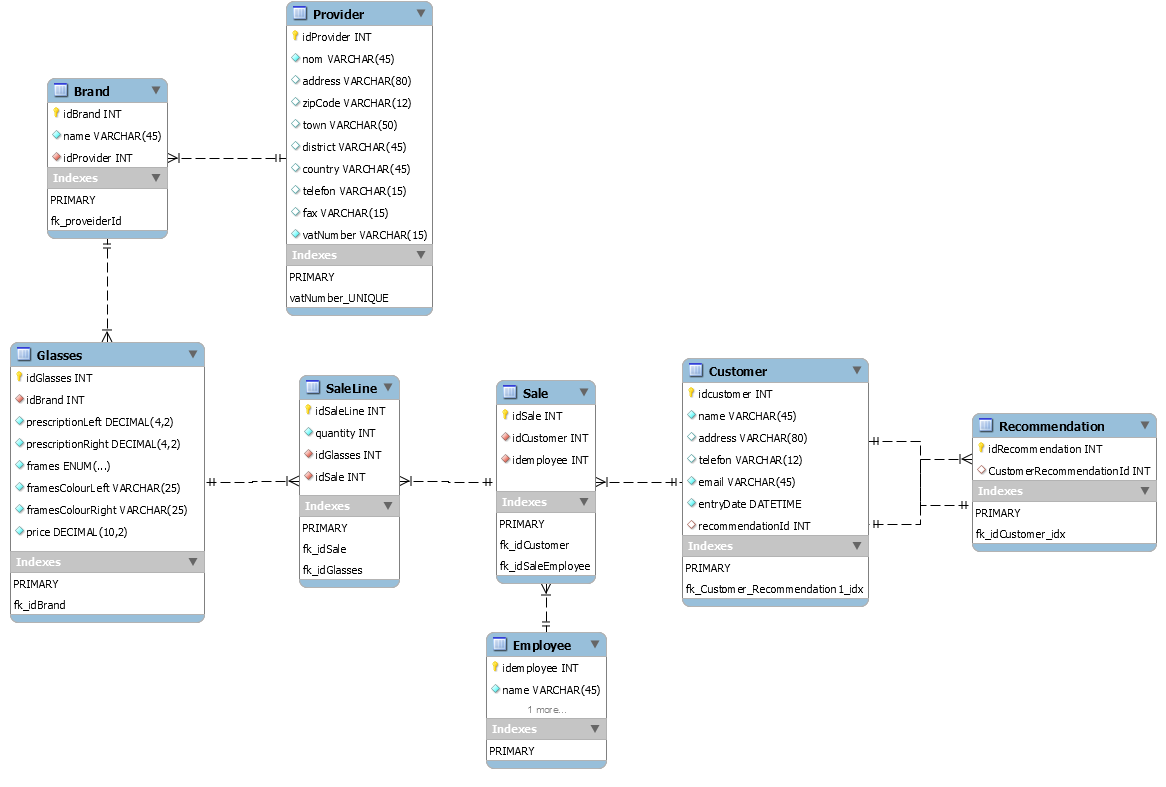 Provider
idProvider INT
nom VARCHAR(45)
address VARCHAR(80)
zipCode VARCHAR(12)
town VARCHAR(50)
district VARCHAR(45)
country VARCHAR(45)
telefon VARCHAR(15)
fax VARCHAR(15)
vatNumber VARCHAR(15)
Indexes
PRIMARY
vatNumber_UNIQUE
Brand
idBrand INT
name VARCHAR(45)
idProvider INT
Indexes
PRIMARY
fk_proveiderId
Glasses
idGlasses INT
idBrand INT
prescriptionLeft DECIMAL(4,2)
prescriptionRight DECIMAL(4,2)
frames ENUM(...)
framesColourLeft VARCHAR(25)
framesColourRight VARCHAR(25)
price DECIMAL(10,2)
Indexes
PRIMARY
fk_idBrand
SaleLine
idSaleLine INT
quantity INT
idGlasses INT
idSale INT
Indexes
PRIMARY
fk_idSale
fk_idGlasses
Sale
idSale INT
idCustomer INT
idemployee INT
Indexes
PRIMARY
fk_idCustomer
fk_idSaleEmployee
Customer
idcustomer INT
name VARCHAR(45)
address VARCHAR(80)
telefon VARCHAR(12)
email VARCHAR(45)
entryDate DATETIME
recommendationId INT
Indexes
PRIMARY
fk_Customer_Recommendation1_idx
Recommendation
idRecommendation INT
CustomerRecommendationId INT
Indexes
PRIMARY
fk_idCustomer_idx
Employee
idemployee INT
name VARCHAR(45)
1 more...
Indexes
PRIMARY